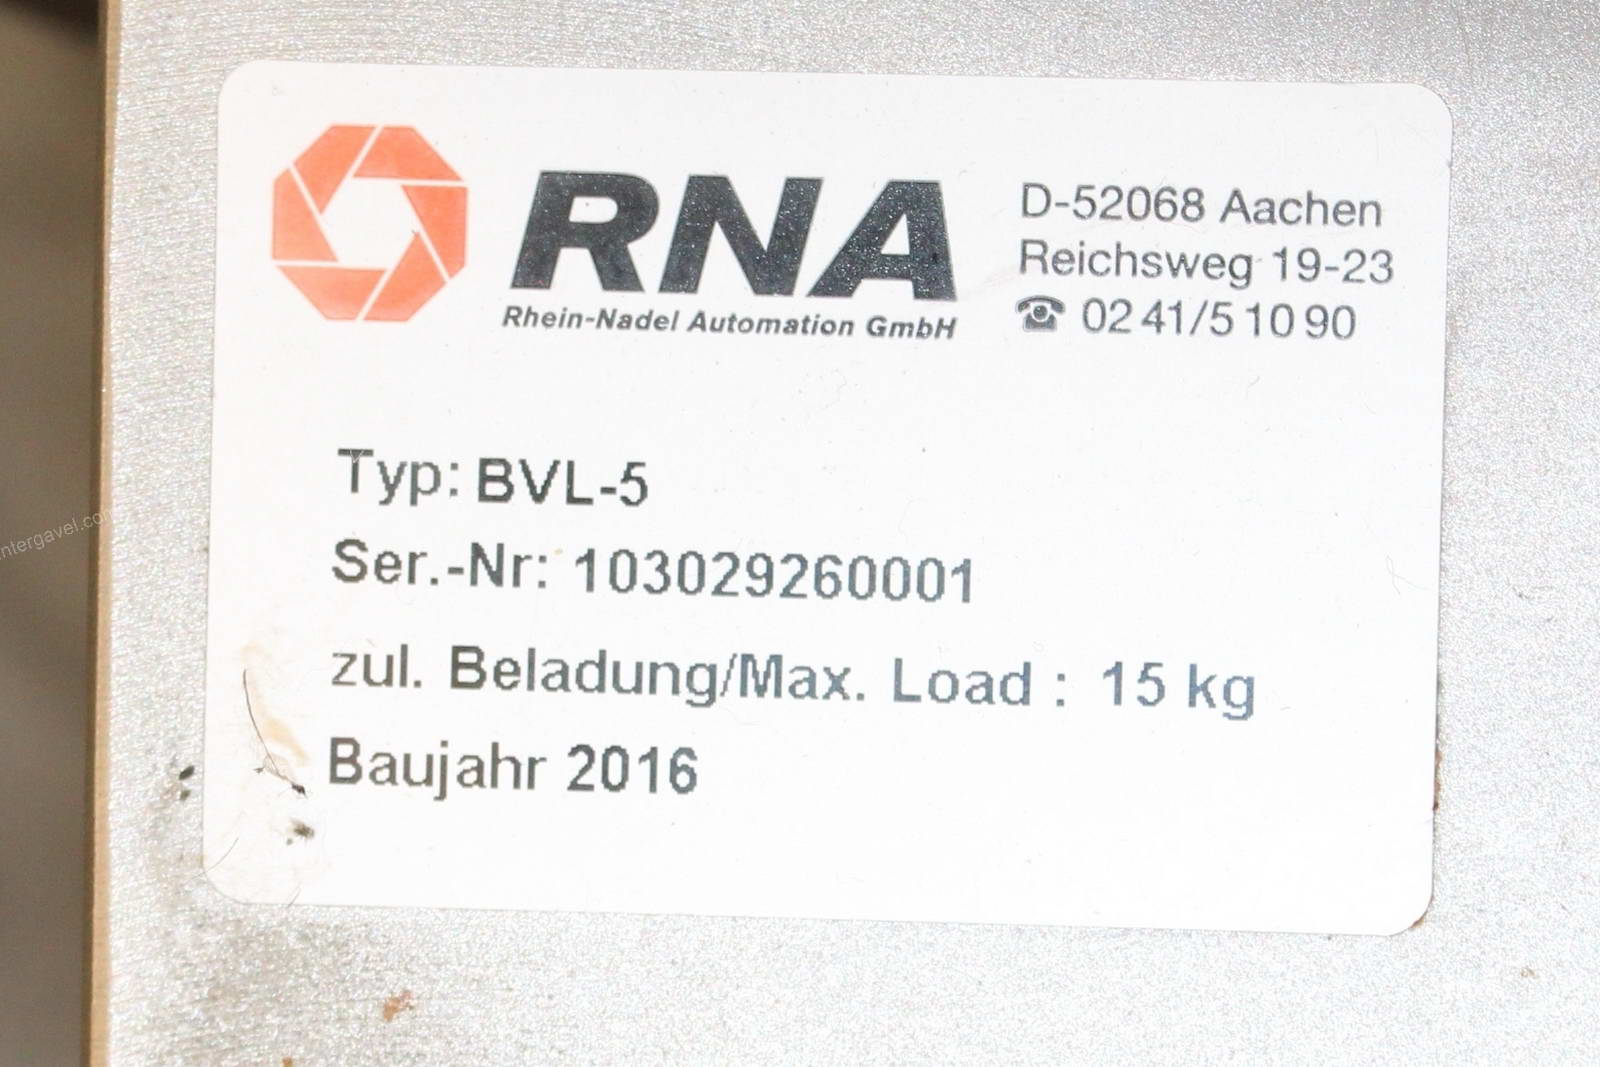 RNA
Rhein-Nadel Automation GmbH
D-52068 Aachen
Reichsweg 19-23
☎ 02 41/5 10 90
Typ: BVL-5
Ser.-Nr: 103029260001
zul. Beladung/Max. Load : 15 kg
Baujahr 2016